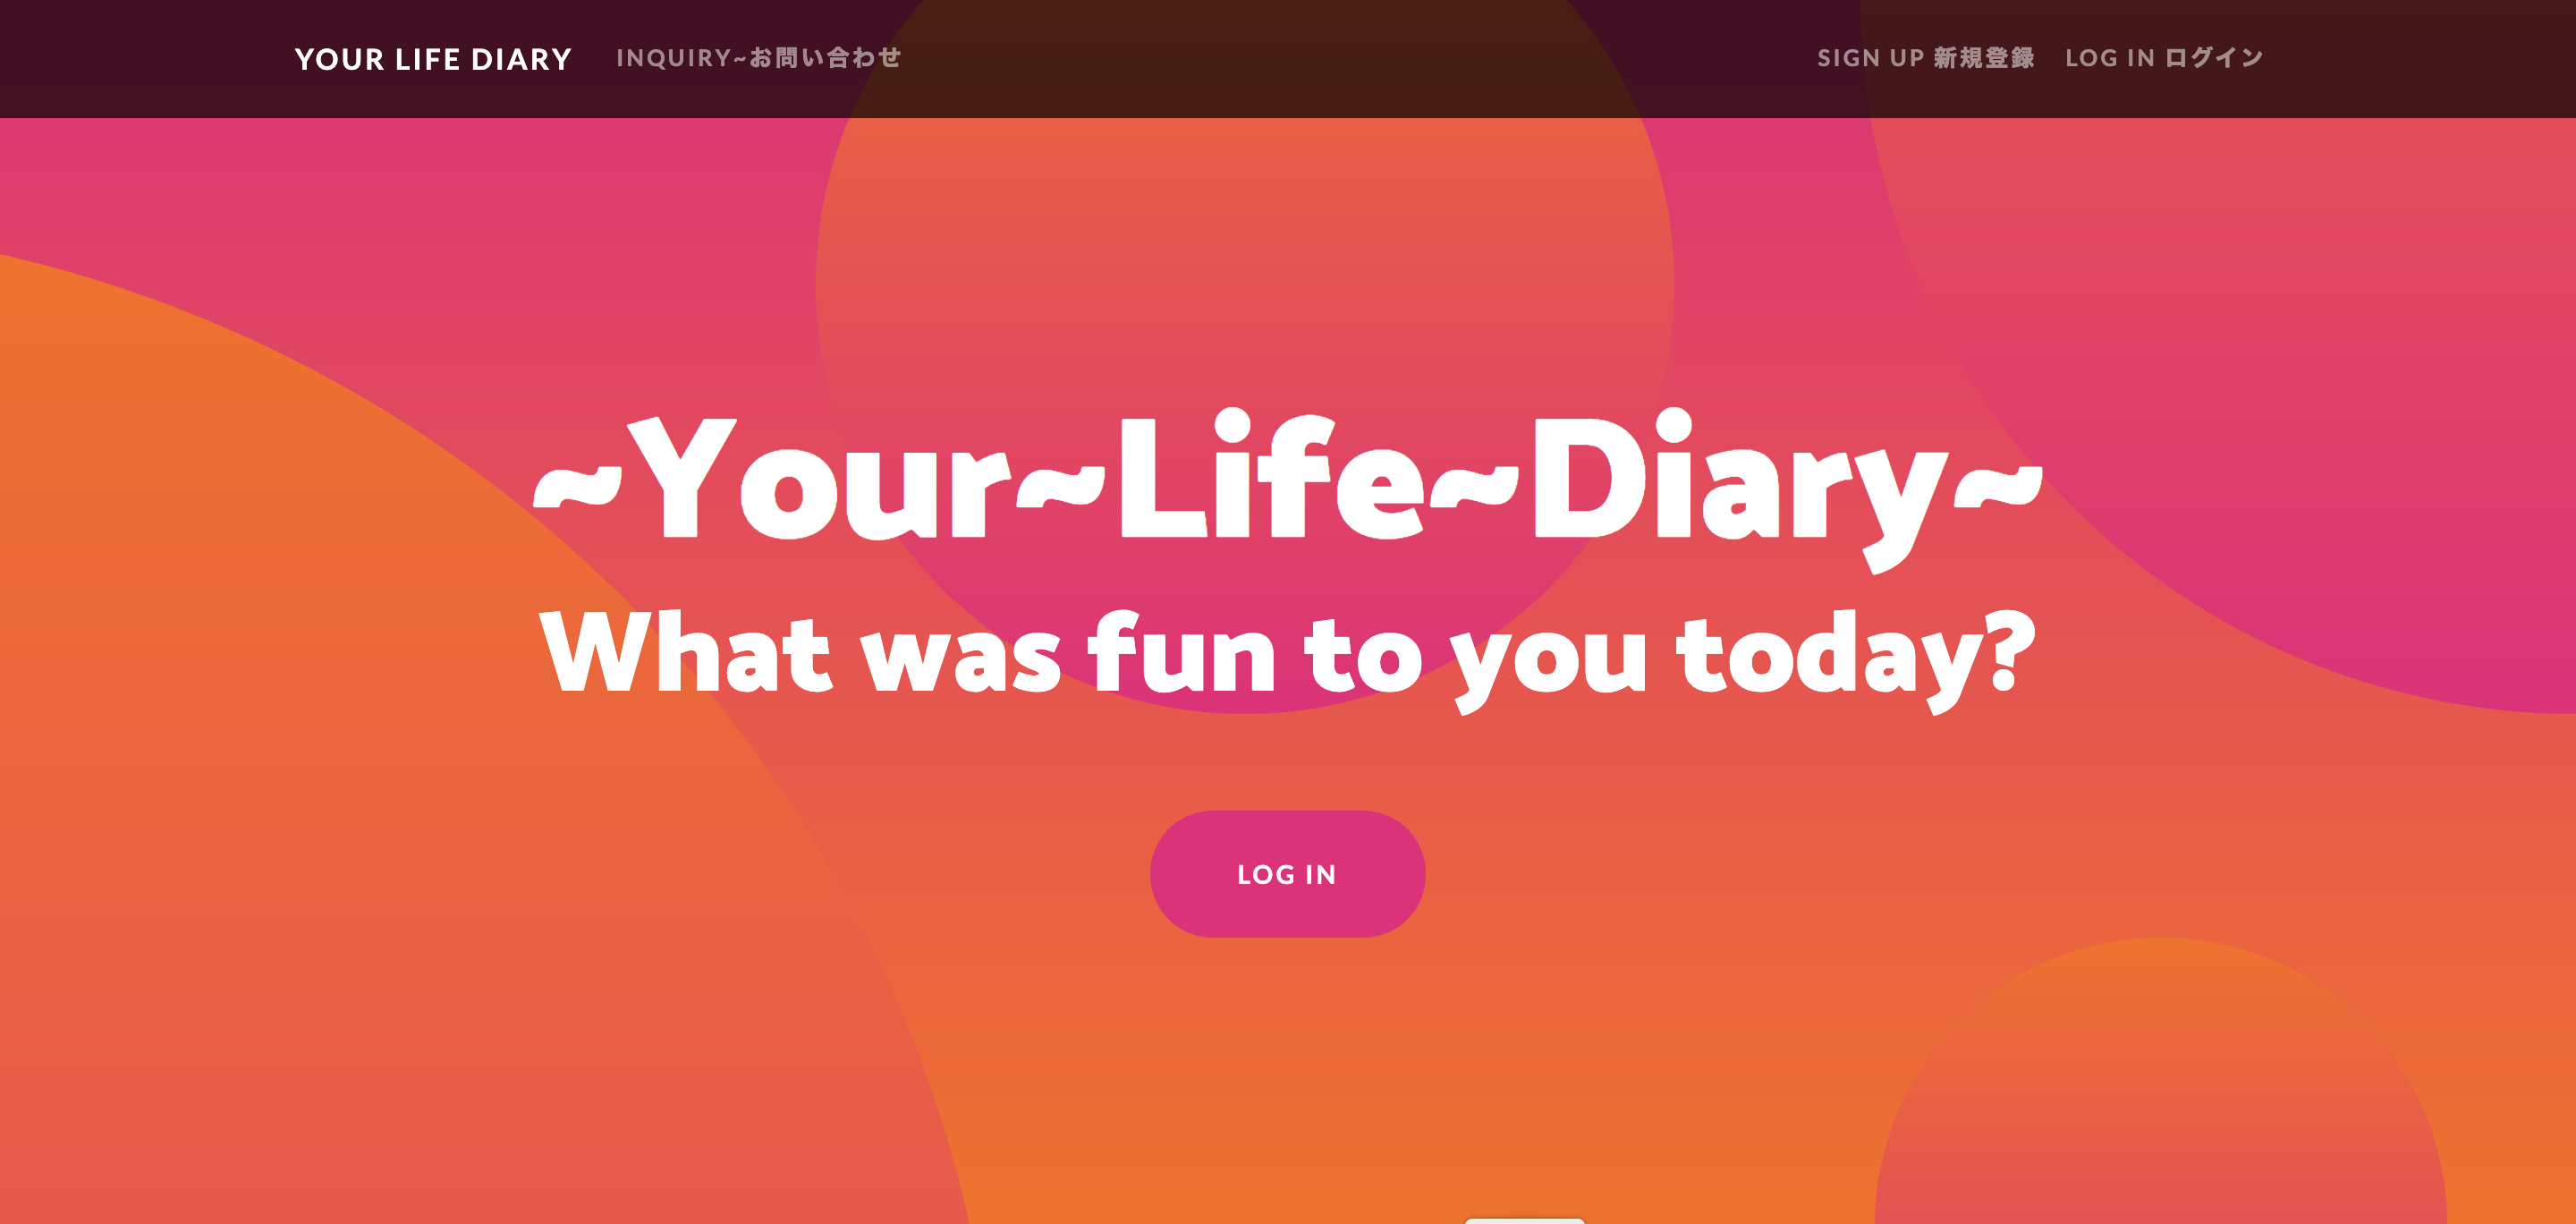 YOUR LIFE DIARY INQUIRY~お問い合わせ SIGN UP 新規登録 LOG IN ログイン
~Your~Life~Diary~
What was fun to you today?
LOG IN